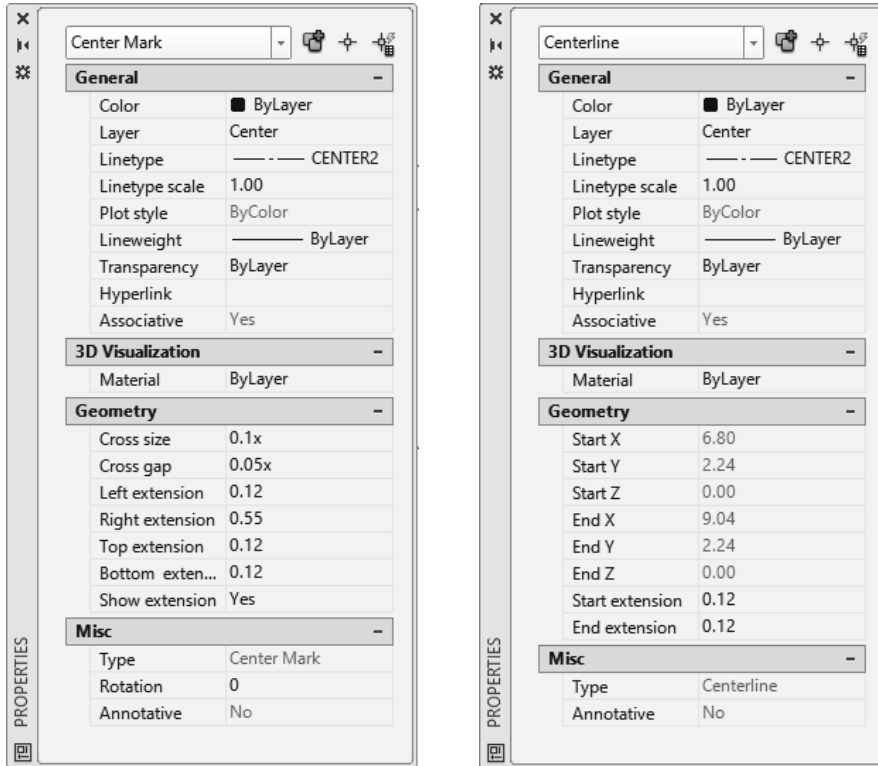 Center Mark
General
Color ByLayer
Layer Center
Linetype CENTER2
Linetype scale 1.00
Plot style ByColor
Lineweight ByLayer
Transparency ByLayer
Hyperlink
Associative Yes
3D Visualization
Material ByLayer
Geometry
Cross size 0.1x
Cross gap 0.05x
Left extension 0.12
Right extension 0.55
Top extension 0.12
Bottom exten... 0.12
Show extension Yes
Misc
Type Center Mark
Rotation 0
Annotative No
PROPERTIES
Centerline
General
Color ByLayer
Layer Center
Linetype CENTER2
Linetype scale 1.00
Plot style ByColor
Lineweight ByLayer
Transparency ByLayer
Hyperlink
Associative Yes
3D Visualization
Material ByLayer
Geometry
Start X 6.80
Start Y 2.24
Start Z 0.00
End X 9.04
End Y 2.24
End Z 0.00
Start extension 0.12
End extension 0.12
Misc
Type Centerline
Annotative No
PROPERTIES